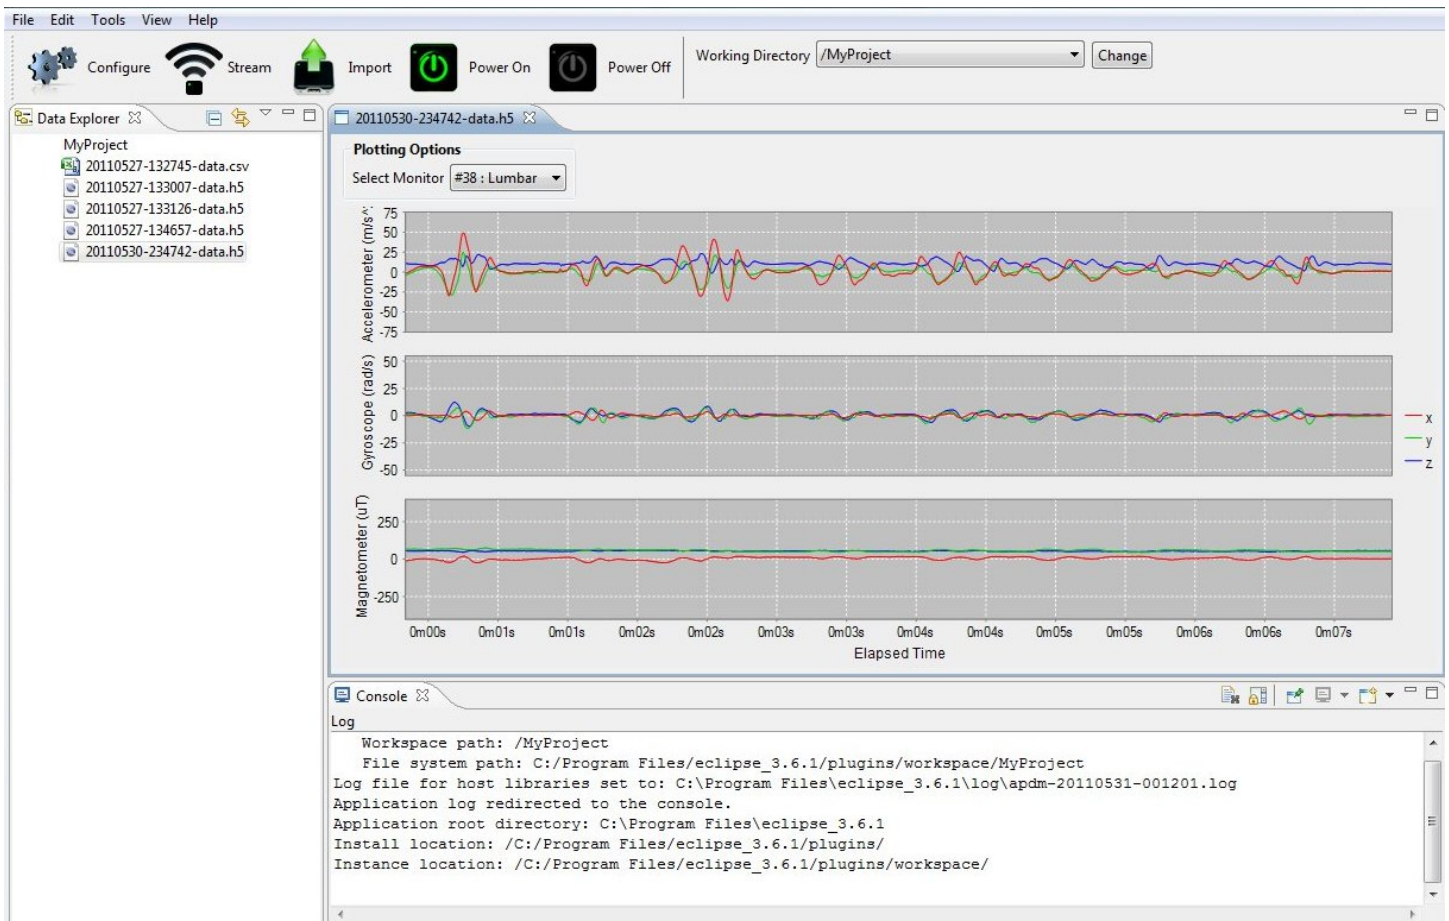 File Edit Tools View Help
Configure Stream Import Power On Power Off Working Directory /MyProject Change
Data Explorer
MyProject
20110527-132745-data.csv
20110527-133007-data.h5
20110527-133126-data.h5
20110527-134657-data.h5
20110530-234742-data.h5
20110530-234742-data.h5
Plotting Options
Select Monitor #38 : Lumbar
Accelerometer (m/s^
75
50
25
0
-25
-50
-75
Gyroscope (rad/s)
50
25
0
-25
-50
x
y
z
Magnetometer (uT)
250
0
-250
0m00s 0m01s 0m01s 0m02s 0m02s 0m03s 0m03s 0m04s 0m04s 0m05s 0m05s 0m06s 0m06s 0m07s
Elapsed Time
Console
Log
Workspace path: /MyProject
File system path: C:/Program Files/eclipse_3.6.1/plugins/workspace/MyProject
Log file for host libraries set to: C:\Program Files\eclipse_3.6.1\log\apdm-20110531-001201.log
Application log redirected to the console.
Application root directory: C:\Program Files\eclipse_3.6.1
Install location: /C:/Program Files/eclipse_3.6.1/plugins/
Instance location: /C:/Program Files/eclipse_3.6.1/plugins/workspace/